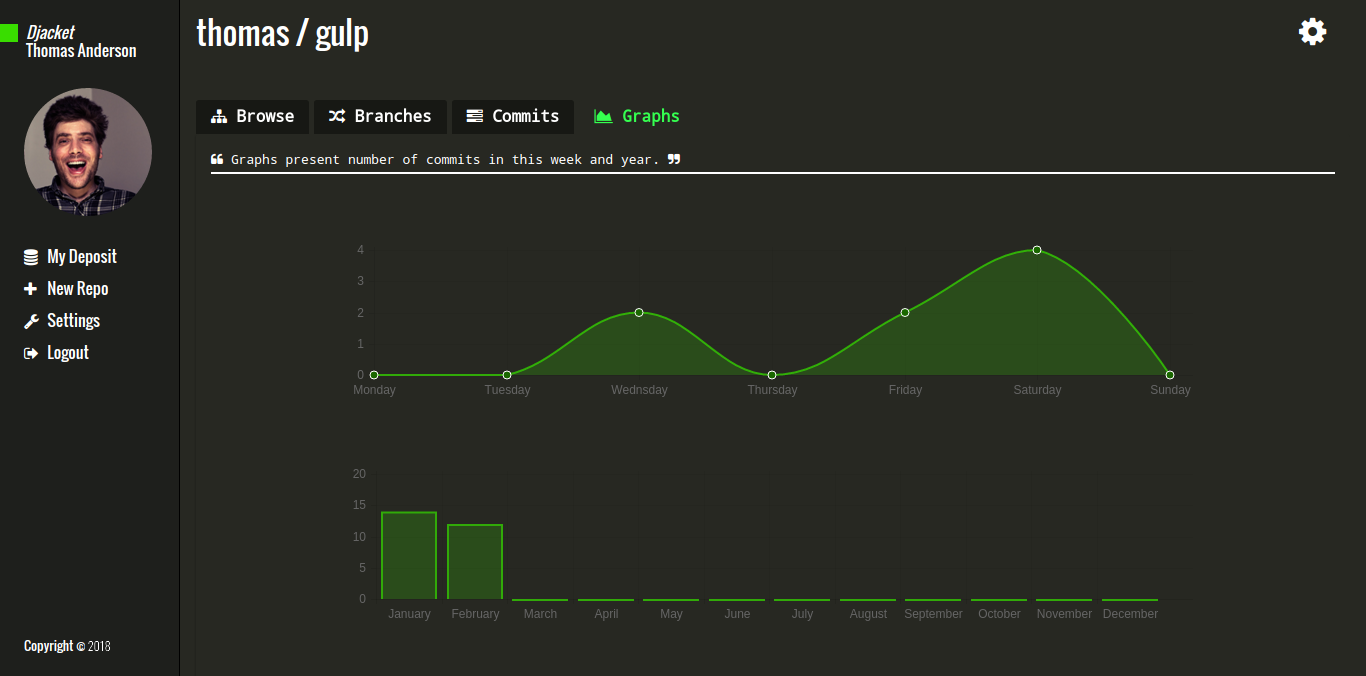 Djacket
Thomas Anderson
My Deposit
New Repo
Settings
Logout
Copyright © 2018
thomas / gulp
Browse Branches Commits Graphs
Graphs present number of commits in this week and year.
4
3
2
1
0
Monday Tuesday Wednsday Thursday Friday Saturday Sunday
20
15
10
5
0
January February March April May June July August September October November December